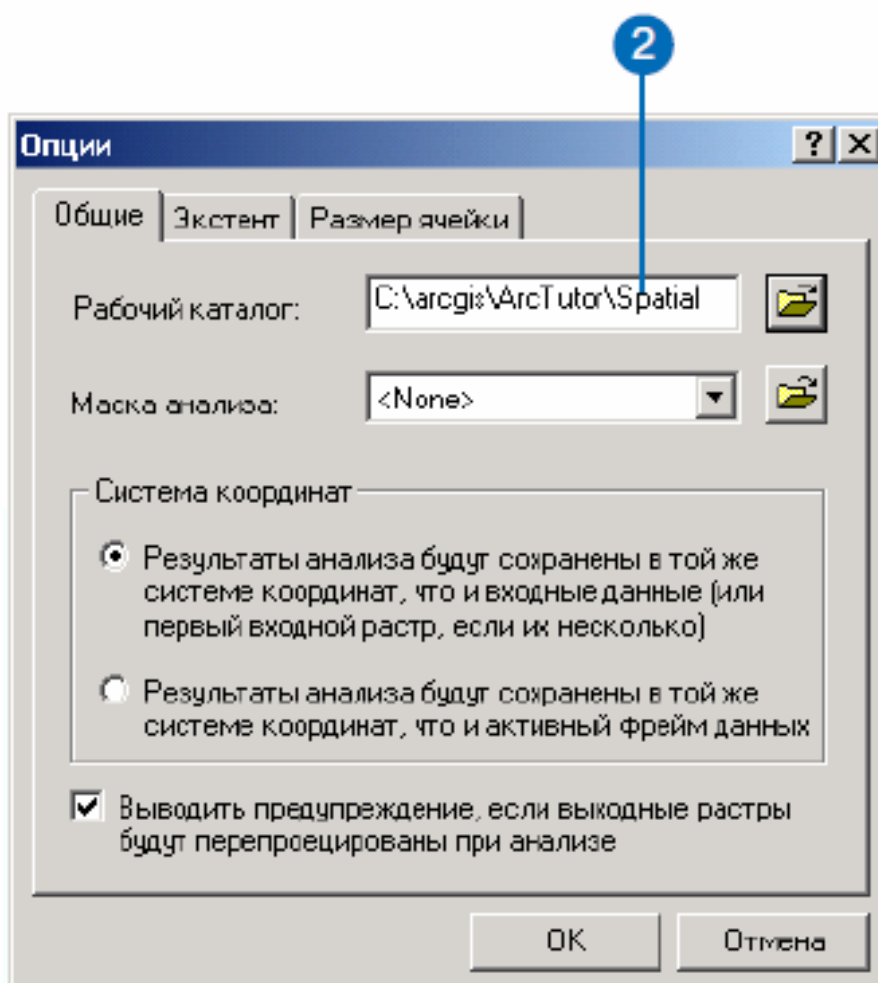 2
Опции
Общие Экстент Размер ячейки
Рабочий каталог: C:\arcgis\ArcTutor\Spatial
Маска анализа: <None>
Система координат
Результаты анализа будут сохранены в той же
системе координат, что и входные данные (или
первый входной растр, если их несколько)
Результаты анализа будут сохранены в той же
системе координат, что и активный фрейм данных
Выводить предупреждение, если выходные растры
будут перепроецированы при анализе
OK Отмена